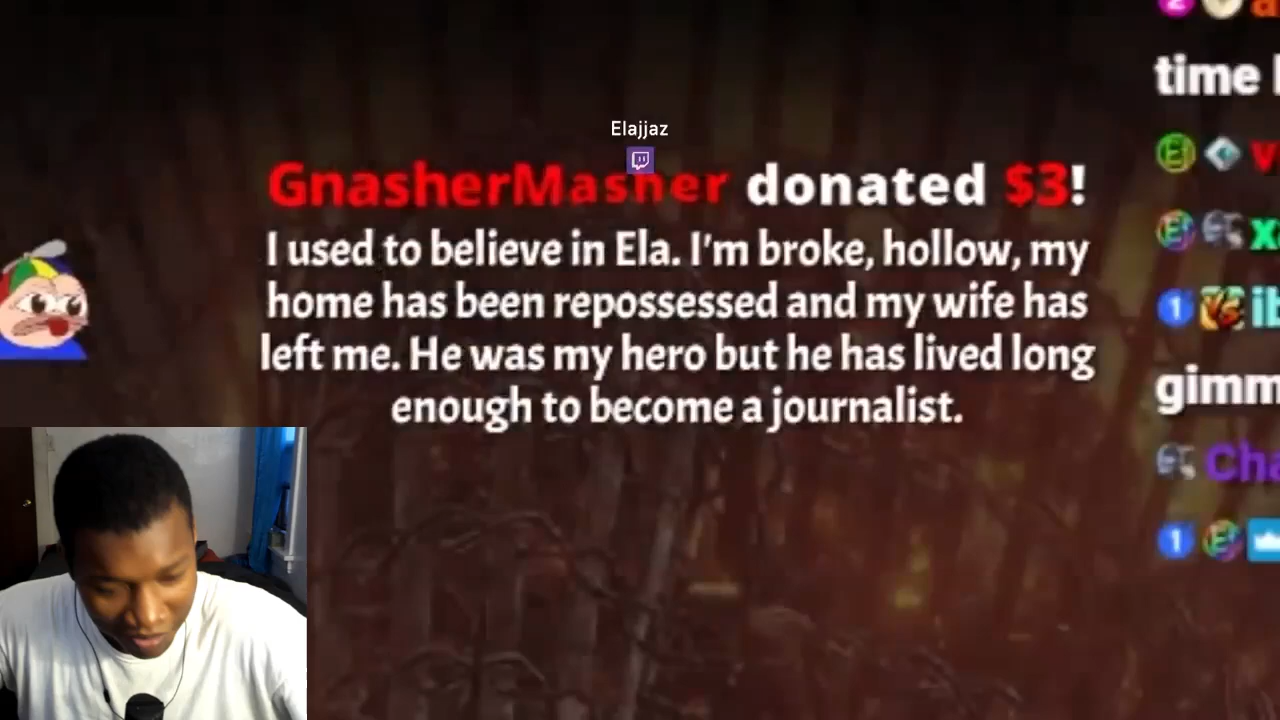 Elajjaz
GnasherMasher donated $3!
I used to believe in Ela. I'm broke, hollow, my
home has been repossessed and my wife has
left me. He was my hero but he has lived long
enough to become a journalist.
time
gimm
Cha